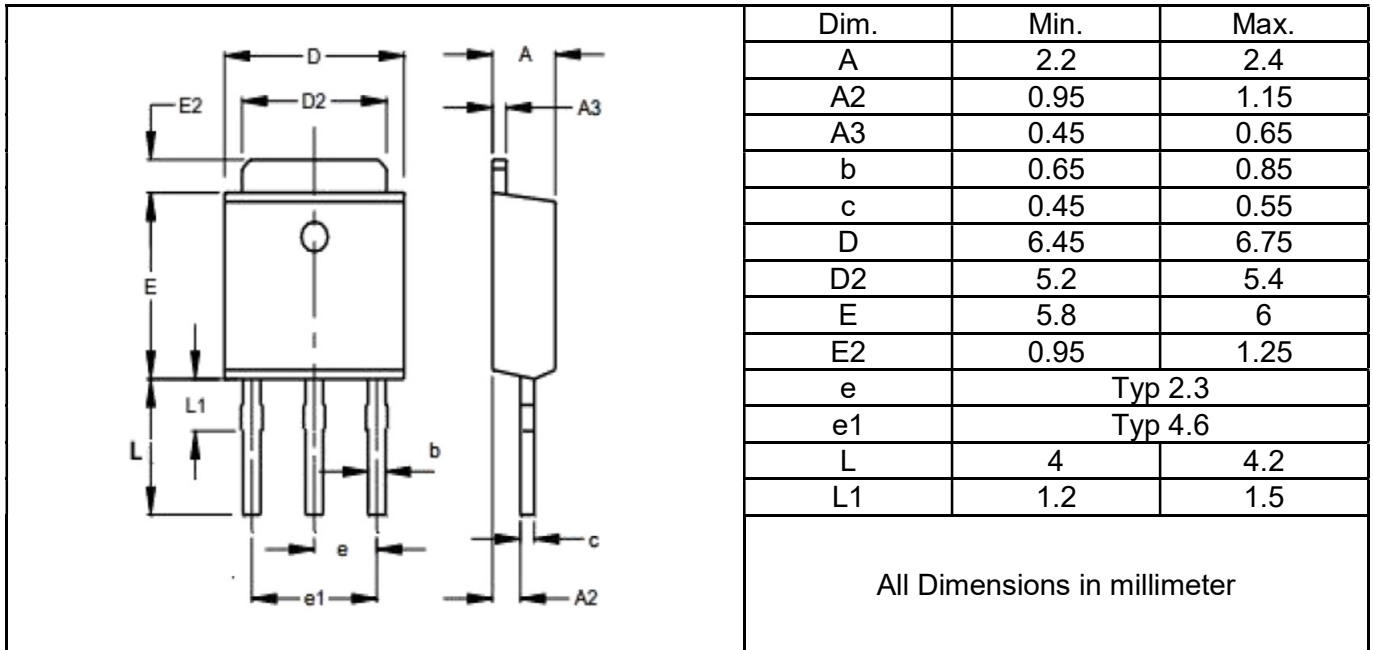 D
A
E2
D2
A3
E
L1
L
b
e
c
e1
A2
Dim. Min. Max.
A 2.2 2.4
A2 0.95 1.15
A3 0.45 0.65
b 0.65 0.85
c 0.45 0.55
D 6.45 6.75
D2 5.2 5.4
E 5.8 6
E2 0.95 1.25
e Typ 2.3
e1 Typ 4.6
L 4 4.2
L1 1.2 1.5
All Dimensions in millimeter